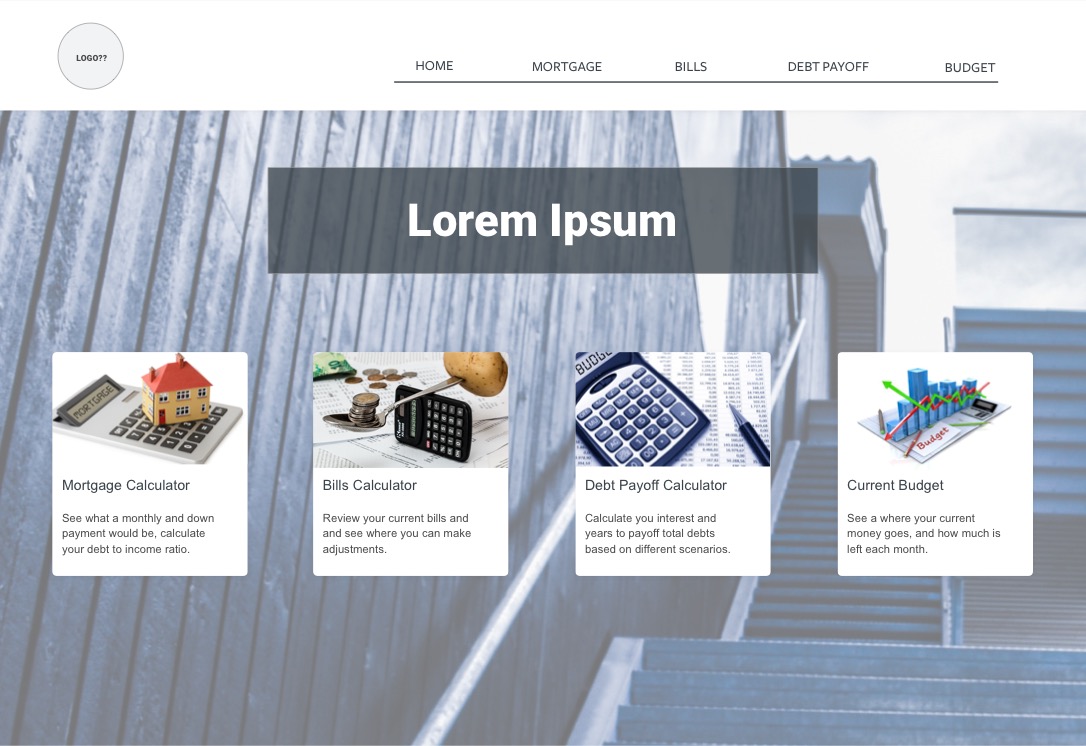 LOGO??
HOME MORTGAGE BILLS DEBT PAYOFF BUDGET
Lorem Ipsum
MORTGAGE
BUDGE
Budget
Mortgage Calculator
See what a monthly and down
payment would be, calculate
your debt to income ratio.
Bills Calculator
Review your current bills and
and see where you can make
adjustments.
Debt Payoff Calculator
Calculate you interest and
years to payoff total debts
based on different scenarios.
Current Budget
See a where your current
money goes, and how much is
left each month.